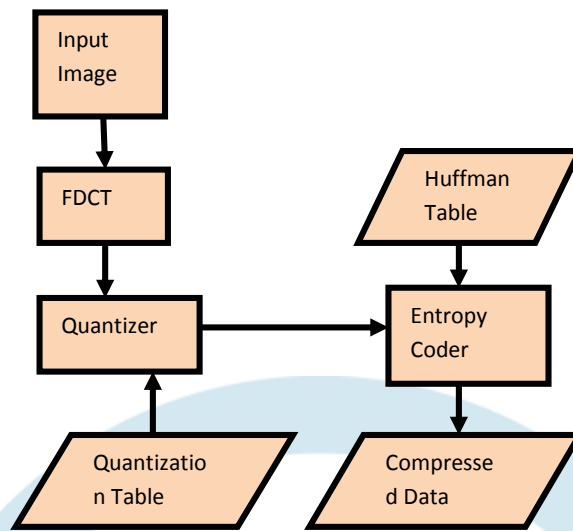 Input
Image
FDCT
Huffman
Table
Quantizer
Entropy
Coder
Quantizatio
n Table
Compresse
d Data